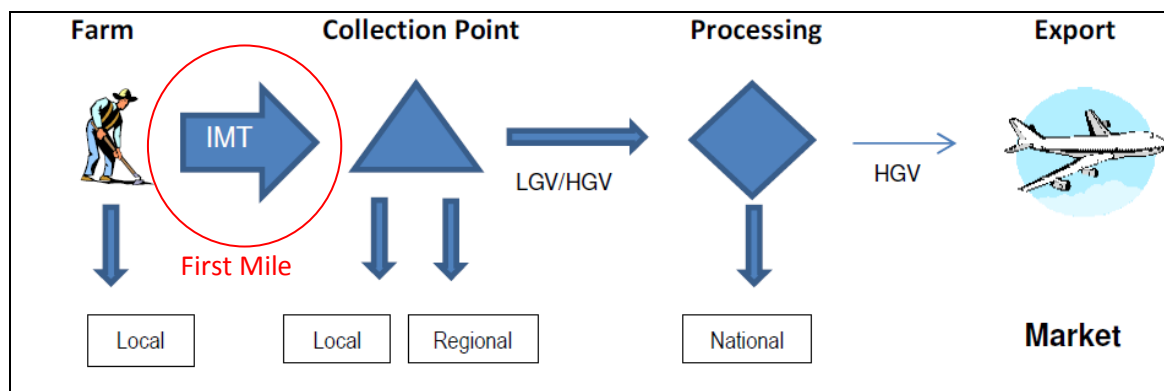 Farm
Collection Point
Processing
Export
IMT
LGV/HGV
HGV
First Mile
Local
Local
Regional
National
Market